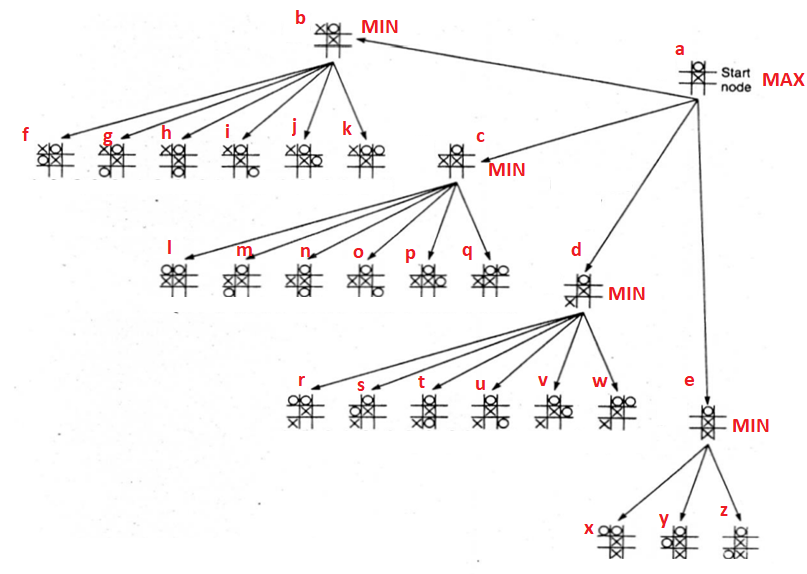 b MIN
a
Start
node MAX
f g h i j k c
MIN
l m n o p q d
MIN
r s t u v w e
MIN
x y z